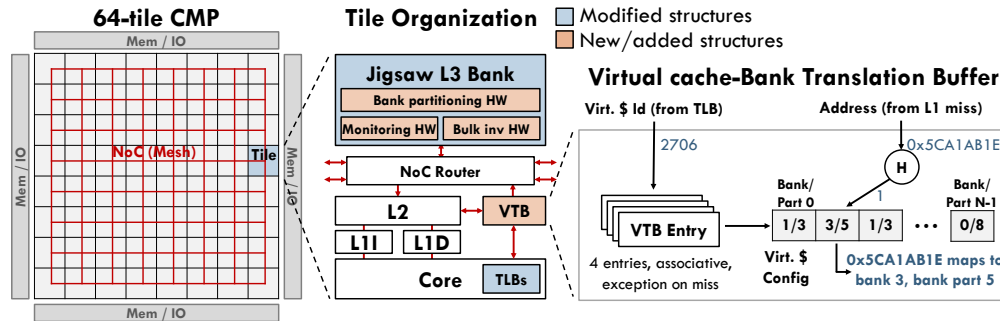 64-tile CMP
Mem / IO
Mem / IO
NoC (Mesh)
Tile
Mem / IO
Mem / IO
Tile Organization
Modified structures
New/added structures
Jigsaw L3 Bank
Bank partitioning HW
Monitoring HW
Bulk inv HW
NoC Router
L2
VTB
L1I
L1D
Core
TLBs
Virtual cache-Bank Translation Buffer
Virt. $ Id (from TLB)
Address (from L1 miss)
2706
0x5CA1AB1E
H
1
Bank/
Part 0
Bank/
Part N-1
VTB Entry
1/3
3/5
1/3
•••
0/8
4 entries, associative,
exception on miss
Virt. $
Config
0x5CA1AB1E maps to
bank 3, bank part 5